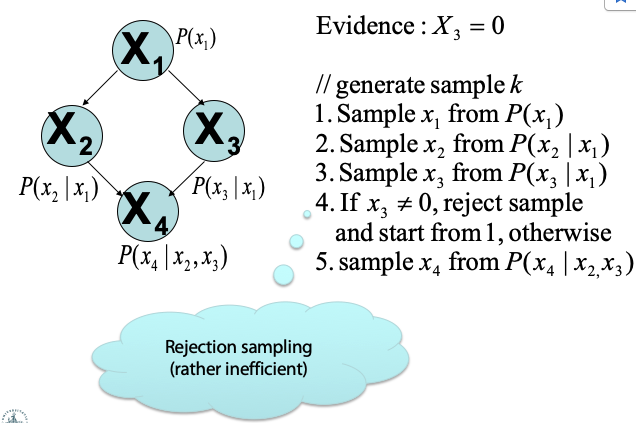 X₁ P(x₁)
X₂
X₃
P(x₂ | x₁)
P(x₃ | x₁)
X₄
P(x₄ | x₂, x₃)
Evidence : X₃ = 0
// generate sample k
1. Sample x₁ from P(x₁)
2. Sample x₂ from P(x₂ | x₁)
3. Sample x₃ from P(x₃ | x₁)
4. If x₃ ≠ 0, reject sample
and start from 1, otherwise
5. sample x₄ from P(x₄ | x₂,x₃)
Rejection sampling
(rather inefficient)